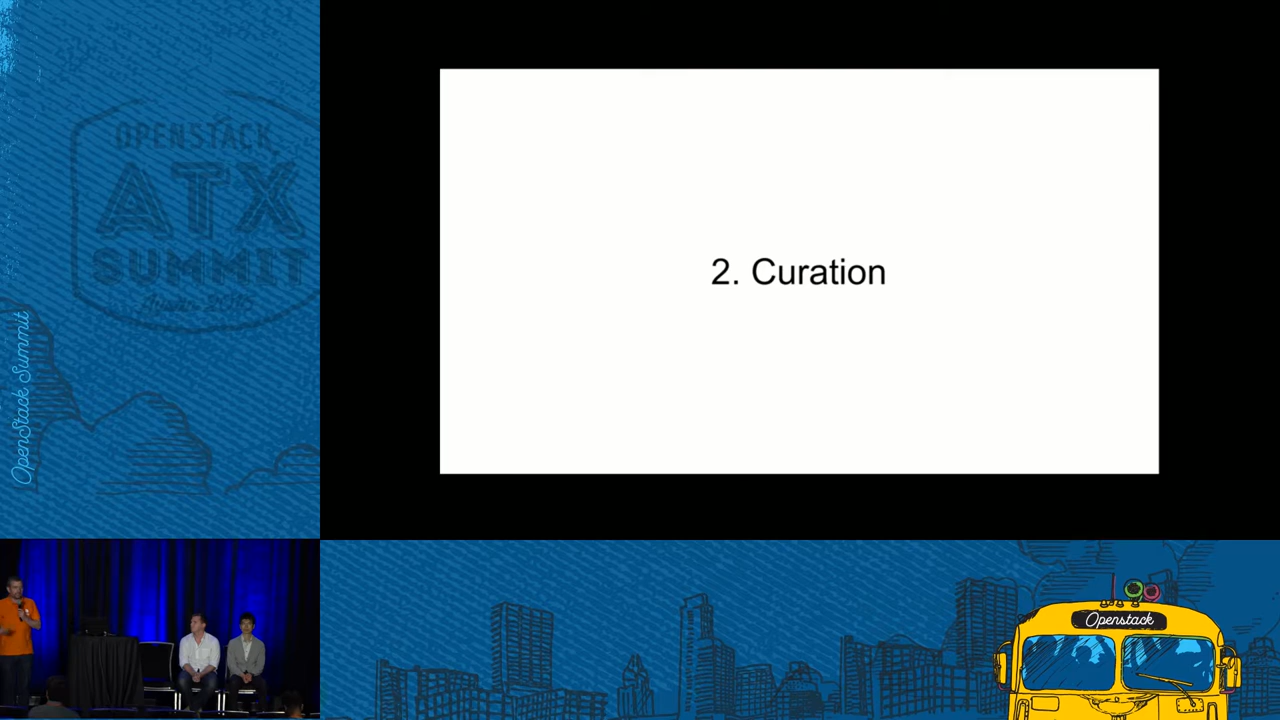 OPENSTACK
ATX
SUMMIT
OpenStack Summit
2. Curation
Openstack